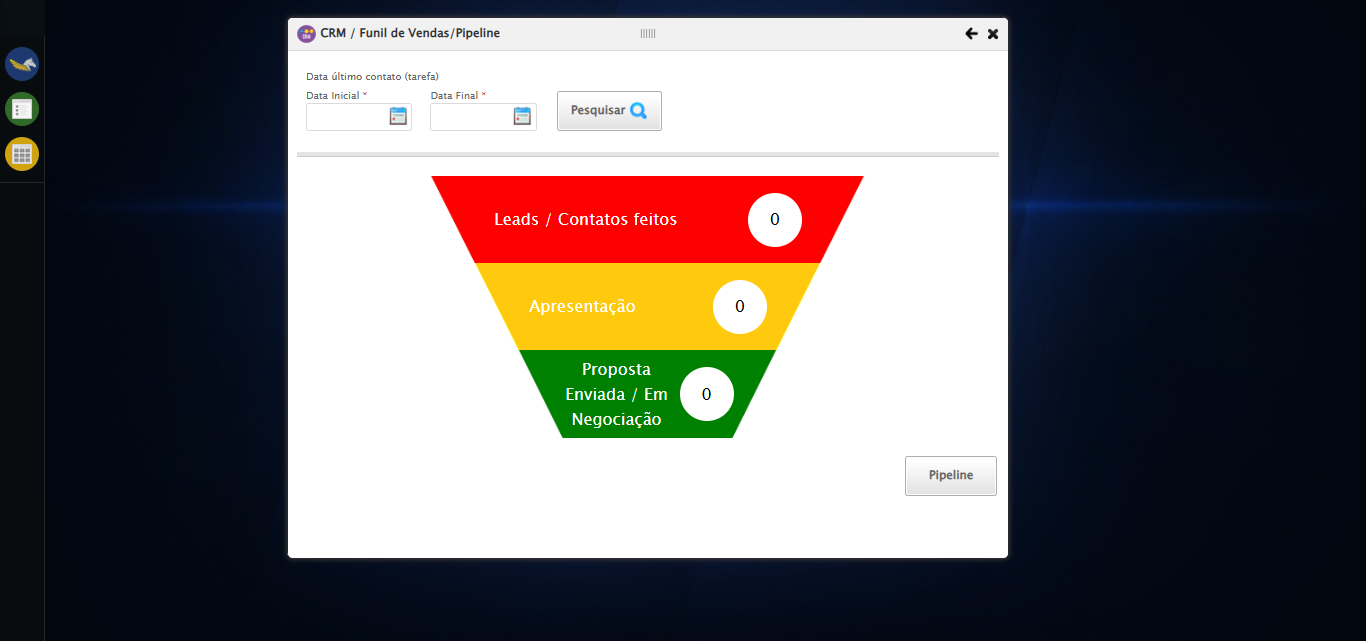 CRM / Funil de Vendas/Pipeline
Data último contato (tarefa)
Data Inicial *
Data Final *
Pesquisar
Leads / Contatos feitos
0
Apresentação
0
Proposta
Enviada / Em
Negociação
0
Pipeline